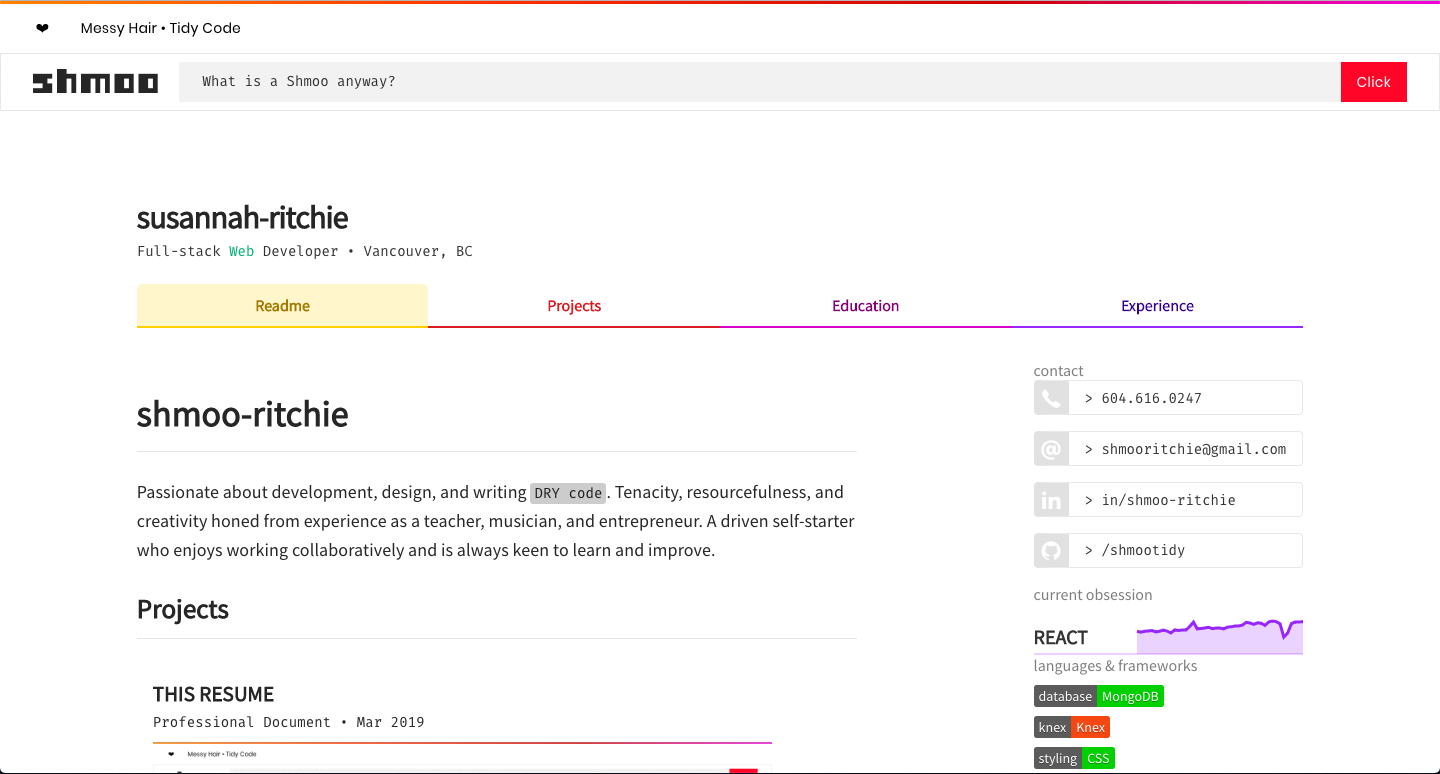 ❤ Messy Hair • Tidy Code
shmoo
What is a Shmoo anyway?
Click
susannah-ritchie
Full-stack Web Developer • Vancouver, BC
Readme
Projects
Education
Experience
shmoo-ritchie
Passionate about development, design, and writing DRY code. Tenacity, resourcefulness, and
creativity honed from experience as a teacher, musician, and entrepreneur. A driven self-starter
who enjoys working collaboratively and is always keen to learn and improve.
Projects
THIS RESUME
Professional Document • Mar 2019
❤ Messy Hair • Tidy Code
contact
> 604.616.0247
@ > shmooritchie@gmail.com
in > in/shmoo-ritchie
> /shmootidy
current obsession
REACT
languages & frameworks
database MongoDB
knex Knex
styling CSS